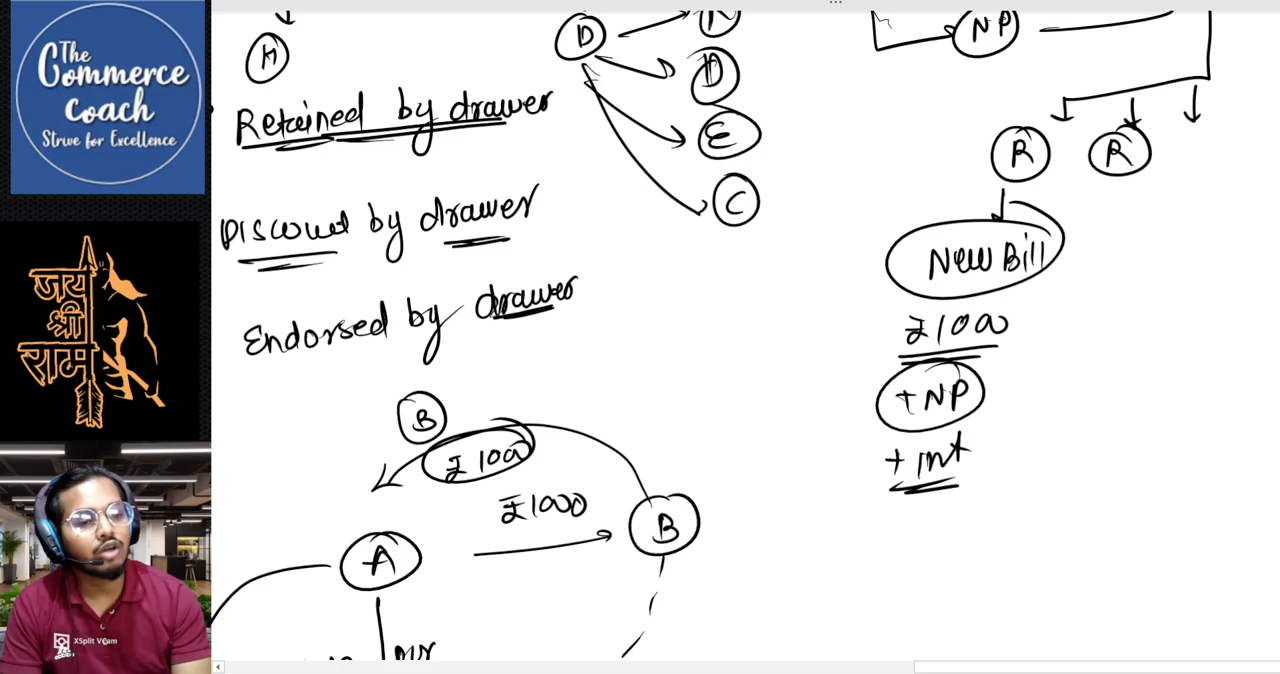 The
Commerce
coach
Strive for Excellence
जय
श्री
राम
XSplit VCam
H
Retained by drawer
Discount by drawer
Endorsed by drawer
D
D
E
C
B
₹100
₹1000
A
B
NP
R
R
New Bill
₹1000
+ NP
+ int